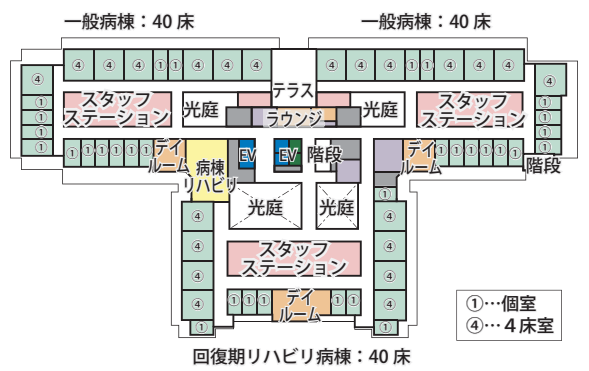 一般病棟：40 床 一般病棟：40 床
④ ④ ④ ① ① ④ ④ ④ ④ ④ ④ ① ① ④ ④ ④
④ テラス ④
① スタッフ 光庭 ラウンジ 光庭 スタッフ ①
① ステーション ステーション ①
① ①
① ①
① ① ① ① ① ① ① デイ 病棟 EV EV 階段 デイ ① ① ① ① ① ① ① 階段
ルーム リハビリ ルーム
①
④ 光庭 光庭 ④
④ スタッフ ④
④ ステーション ④
④ ① ① ① デイ ① ① ④
ルーム
① ①
①…個室
④…４床室
回復期リハビリ病棟：40 床